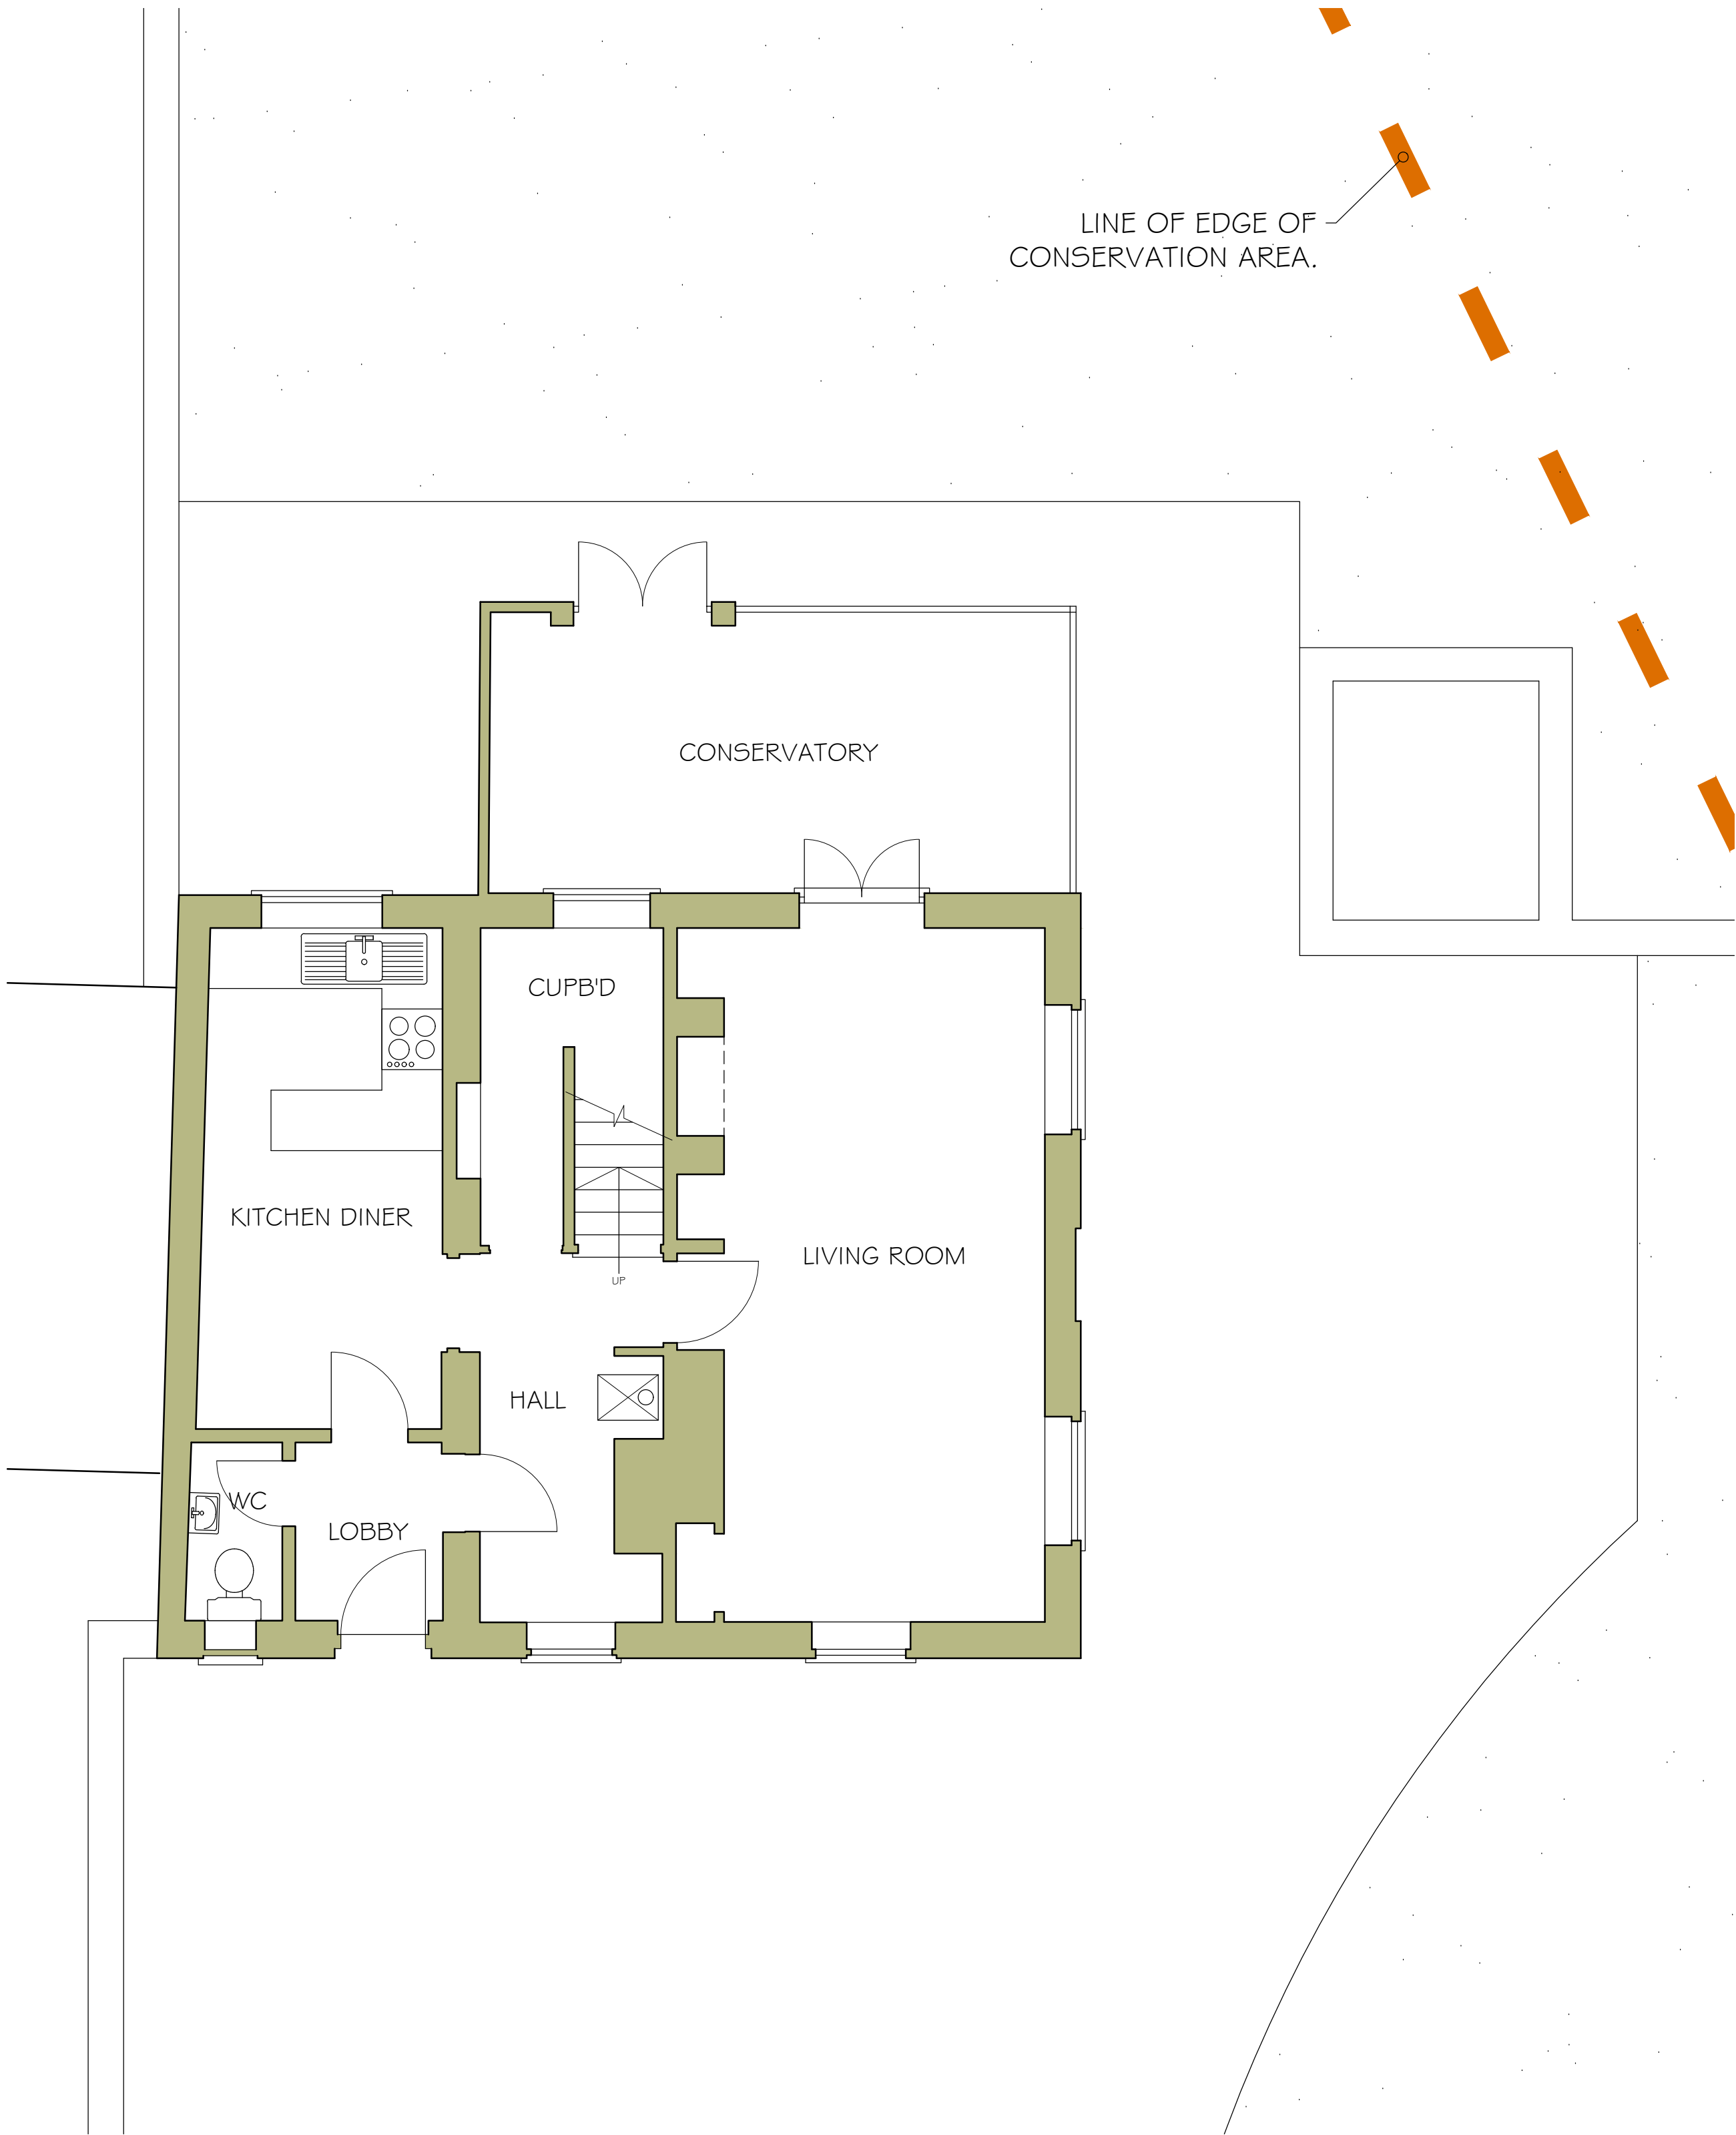 LINE OF EDGE OF
CONSERVATION AREA.
CONSERVATORY
CUPB'D
KITCHEN DINER
LIVING ROOM
UP
HALL
WC
LOBBY